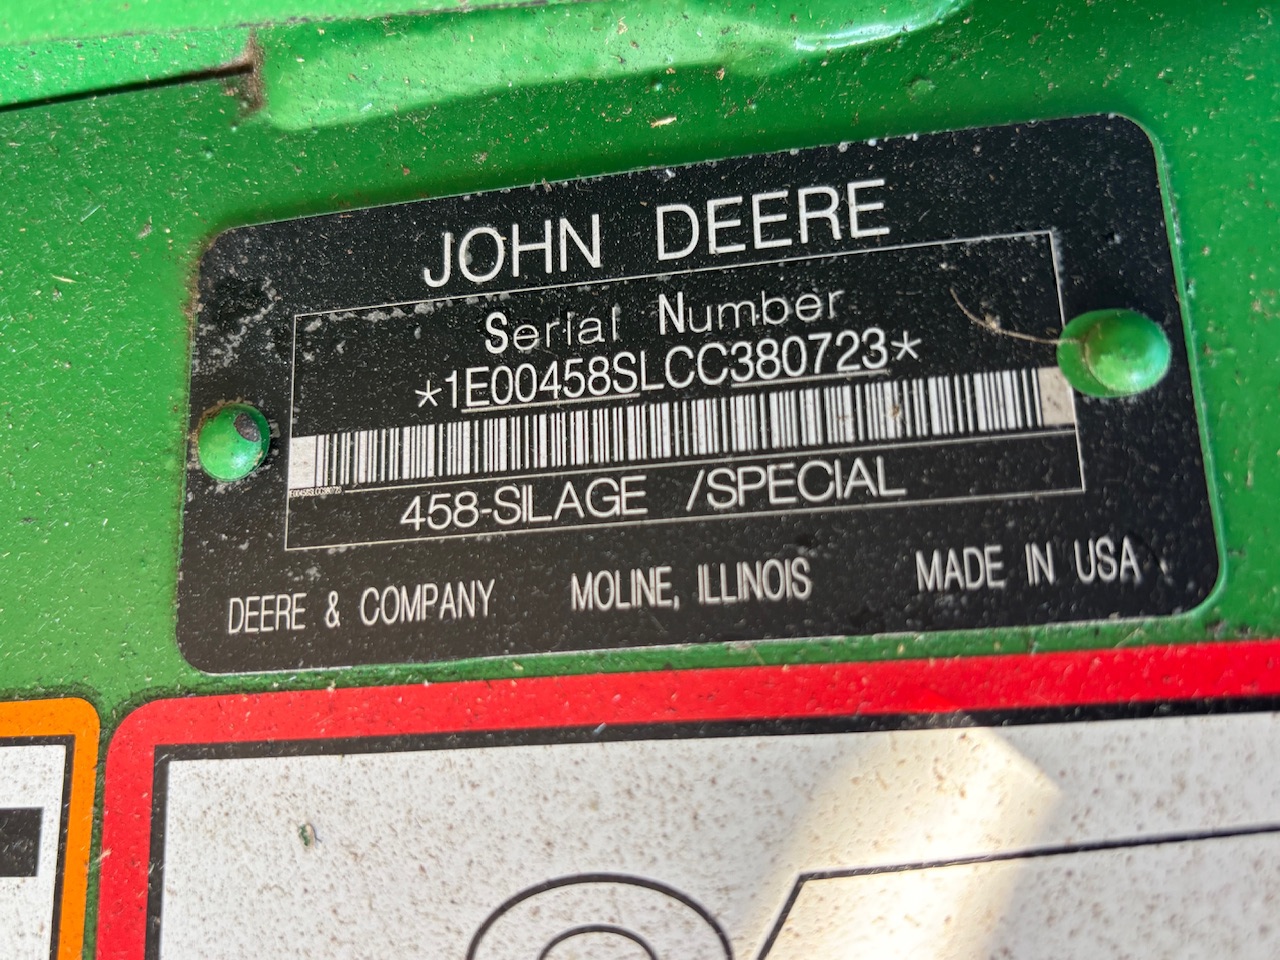 JOHN DEERE
Serial Number
*1E00458SLCC380723*
458-SILAGE /SPECIAL
DEERE & COMPANY MOLINE, ILLINOIS MADE IN USA